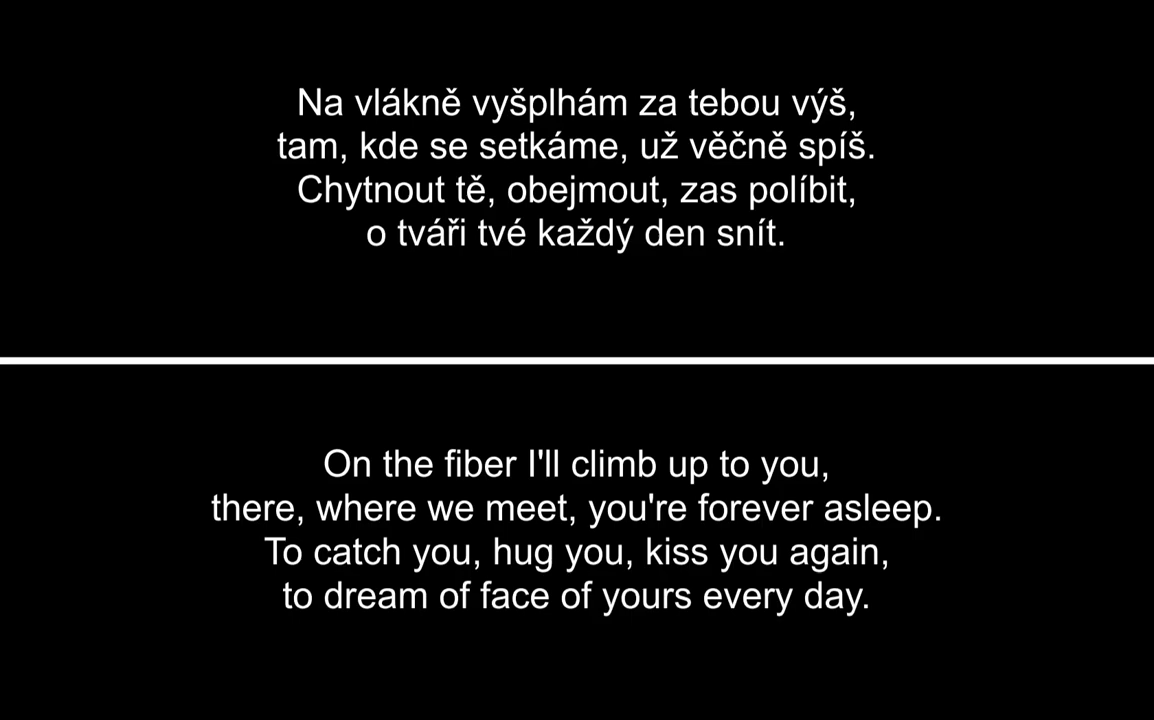 Na vlákně vyšplhám za tebou výš,
tam, kde se setkáme, už věčně spíš.
Chytnout tě, obejmout, zas políbit,
o tváři tvé každý den snít.
On the fiber I'll climb up to you,
there, where we meet, you're forever asleep.
To catch you, hug you, kiss you again,
to dream of face of yours every day.